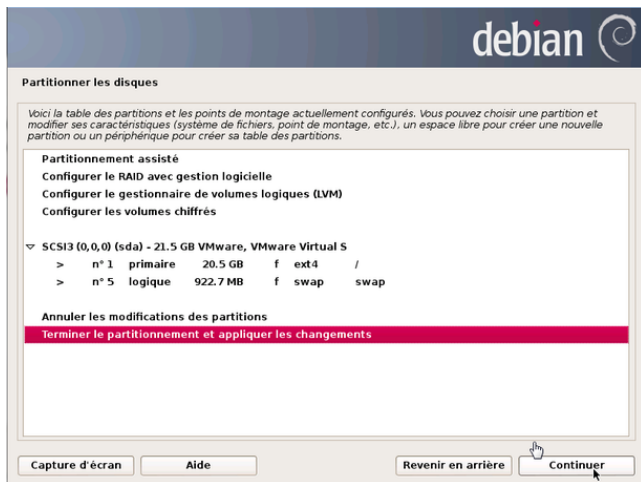 debian
Partitionner les disques
Voici la table des partitions et les points de montage actuellement configurés. Vous pouvez choisir une partition et
modifier ses caractéristiques (système de fichiers, point de montage, etc.), un espace libre pour créer une nouvelle
partition ou un périphérique pour créer sa table des partitions.
Partitionnement assisté
Configurer le RAID avec gestion logicielle
Configurer le gestionnaire de volumes logiques (LVM)
Configurer les volumes chiffrés
SCSI3 (0,0,0) (sda) - 21.5 GB VMware, VMware Virtual S
> n° 1 primaire 20.5 GB f ext4 /
> n° 5 logique 922.7 MB f swap swap
Annuler les modifications des partitions
Terminer le partitionnement et appliquer les changements
Capture d'écran Aide Revenir en arrière Continuer